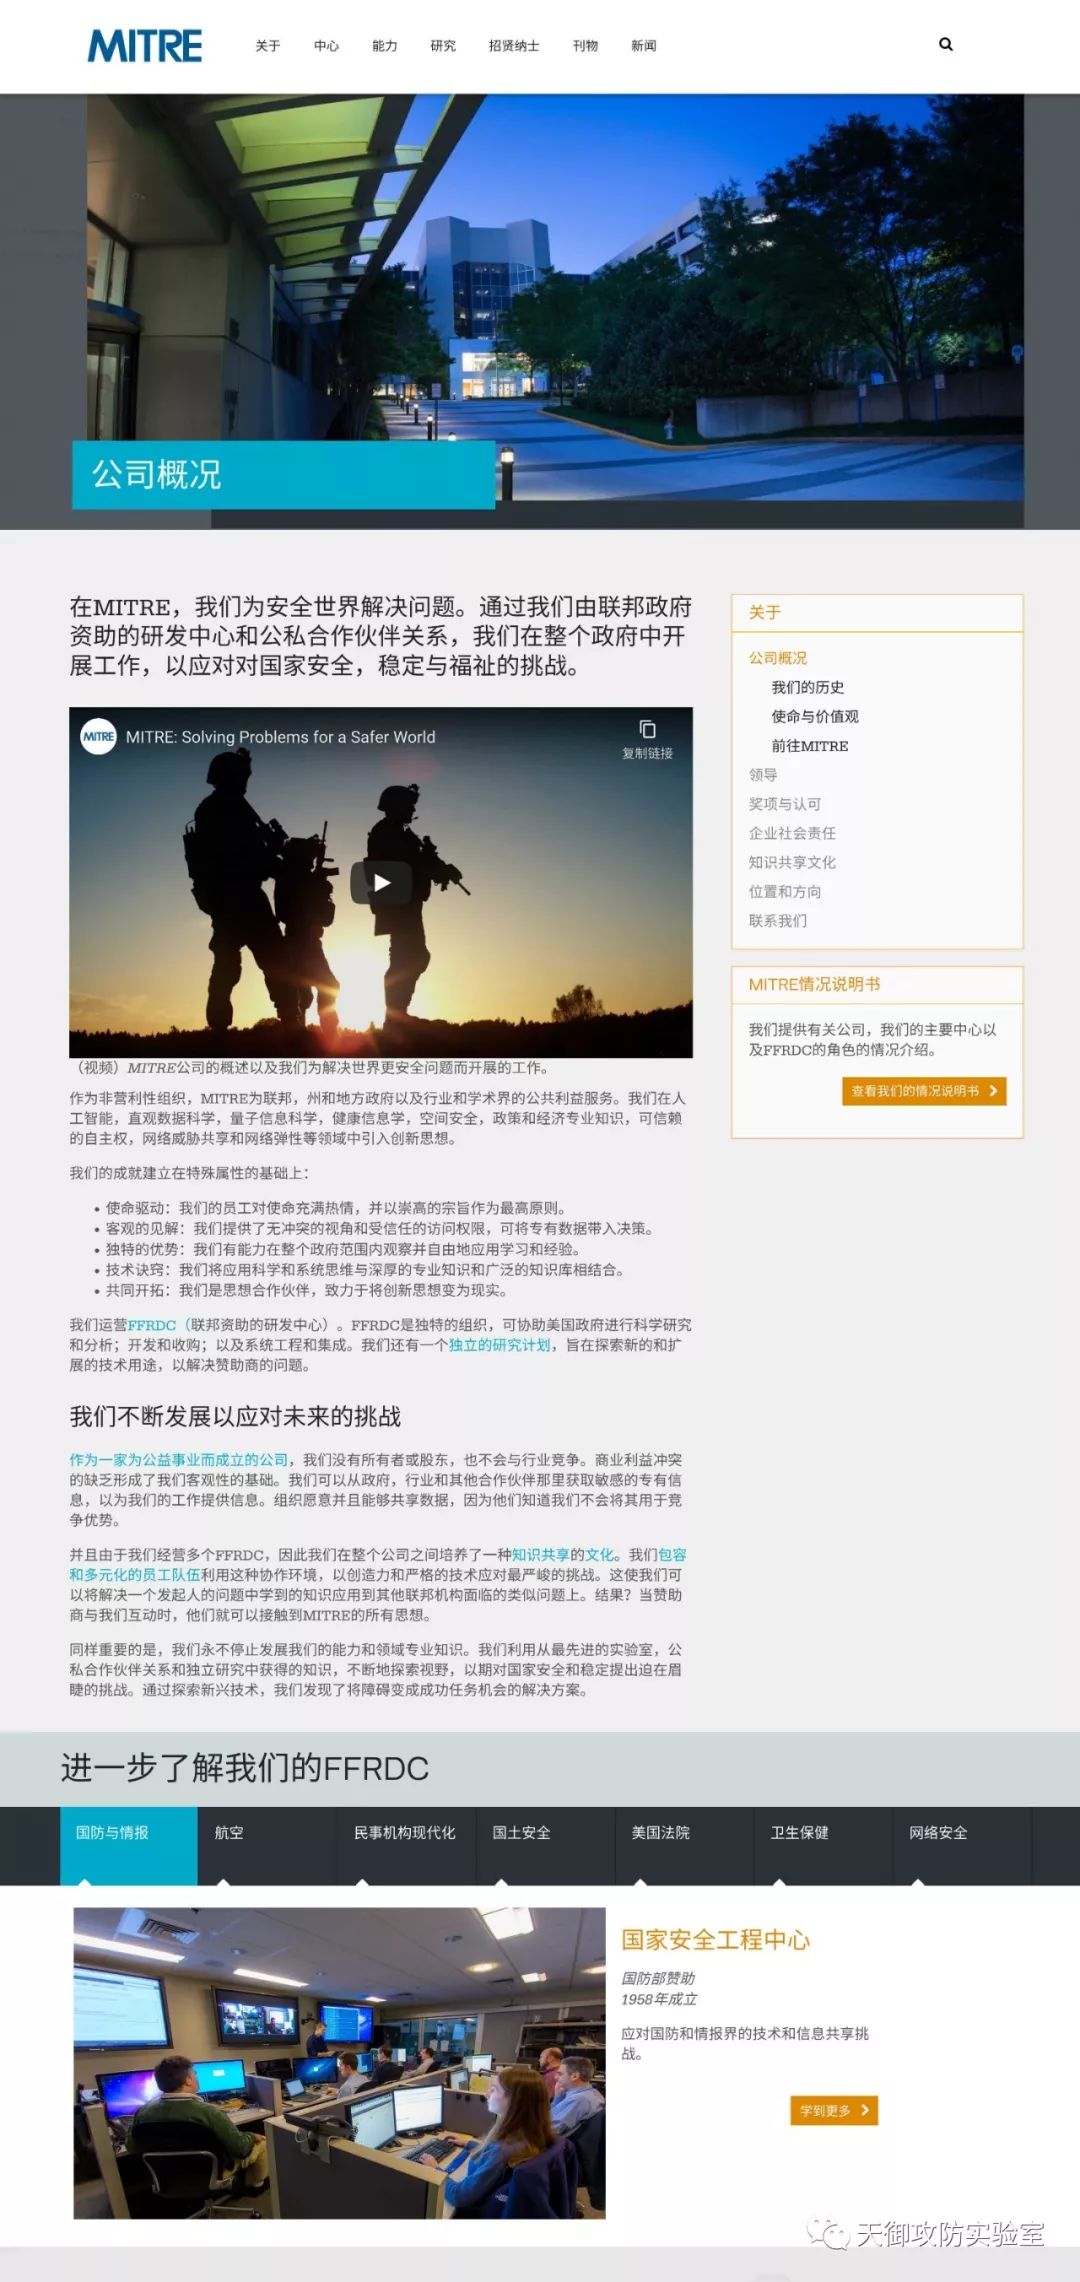 MITRE
关于 中心 能力 研究 招贤纳士 刊物 新闻
公司概况
在MITRE，我们为安全世界解决问题。通过我们由联邦政府
资助的研发中心和公私合作伙伴关系，我们在整个政府中开
展工作，以应对对国家安全，稳定与福祉的挑战。
MITRE
MITRE: Solving Problems for a Safer World
复制链接
（视频）MITRE公司的概述以及我们为解决世界更安全问题而开展的工作。
作为非营利性组织，MITRE为联邦，州和地方政府以及行业和学术界的公共利益服务。我们在人
工智能，直观数据科学，量子信息科学，健康信息学，空间安全，政策和经济专业知识，可信赖
的自主权，网络威胁共享和网络弹性等领域中引入创新思想。
我们的成就建立在特殊属性的基础上：
• 使命驱动：我们的员工对使命充满热情，并以崇高的宗旨作为最高原则。
• 客观的见解：我们提供了无冲突的视角和受信任的访问权限，可将专有数据带入决策。
• 独特的优势：我们有能力在整个政府范围内观察并自由地应用学习和经验。
• 技术诀窍：我们将应用科学和系统思维与深厚的专业知识和广泛的知识库相结合。
• 共同开拓：我们是思想合作伙伴，致力于将创新思想变为现实。
我们运营FFRDC（联邦资助的研发中心）。FFRDC是独特的组织，可协助美国政府进行科学研究
和分析；开发和收购；以及系统工程和集成。我们还有一个独立的研究计划，旨在探索新的和扩
展的技术用途，以解决赞助商的问题。
我们不断发展以应对未来的挑战
作为一家为公益事业而成立的公司，我们没有所有者或股东，也不会与行业竞争。商业利益冲突
的缺乏形成了我们客观性的基础。我们可以从政府，行业和其他合作伙伴那里获取敏感的专有信
息，以为我们的工作提供信息。组织愿意并且能够共享数据，因为他们知道我们不会将其用于竞
争优势。
并且由于我们经营多个FFRDC，因此我们在整个公司之间培养了一种知识共享的文化。我们包容
和多元化的员工队伍利用这种协作环境，以创造力和严格的技术应对最严峻的挑战。这使我们可
以将解决一个发起人的问题中学到的知识应用到其他联邦机构面临的类似问题上。结果？当赞助
商与我们互动时，他们就可以接触到MITRE的所有思想。
同样重要的是，我们永不停止发展我们的能力和领域专业知识。我们利用从最先进的实验室，公
私合作伙伴关系和独立研究中获得的知识，不断地探索视野，以期对国家安全和稳定提出迫在眉
睫的挑战。通过探索新兴技术，我们发现了将障碍变成成功任务机会的解决方案。
关于
公司概况
我们的历史
使命与价值观
前往MITRE
领导
奖项与认可
企业社会责任
知识共享文化
位置和方向
联系我们
MITRE情况说明书
我们提供有关公司，我们的主要中心以
及FFRDC的角色的情况介绍。
查看我们的情况说明书
进一步了解我们的FFRDC
国防与情报 航空 民事机构现代化 国土安全 美国法院 卫生保健 网络安全
国家安全工程中心
国防部赞助
1958年成立
应对国防和情报界的技术和信息共享挑
战。
学到更多
天御攻防实验室